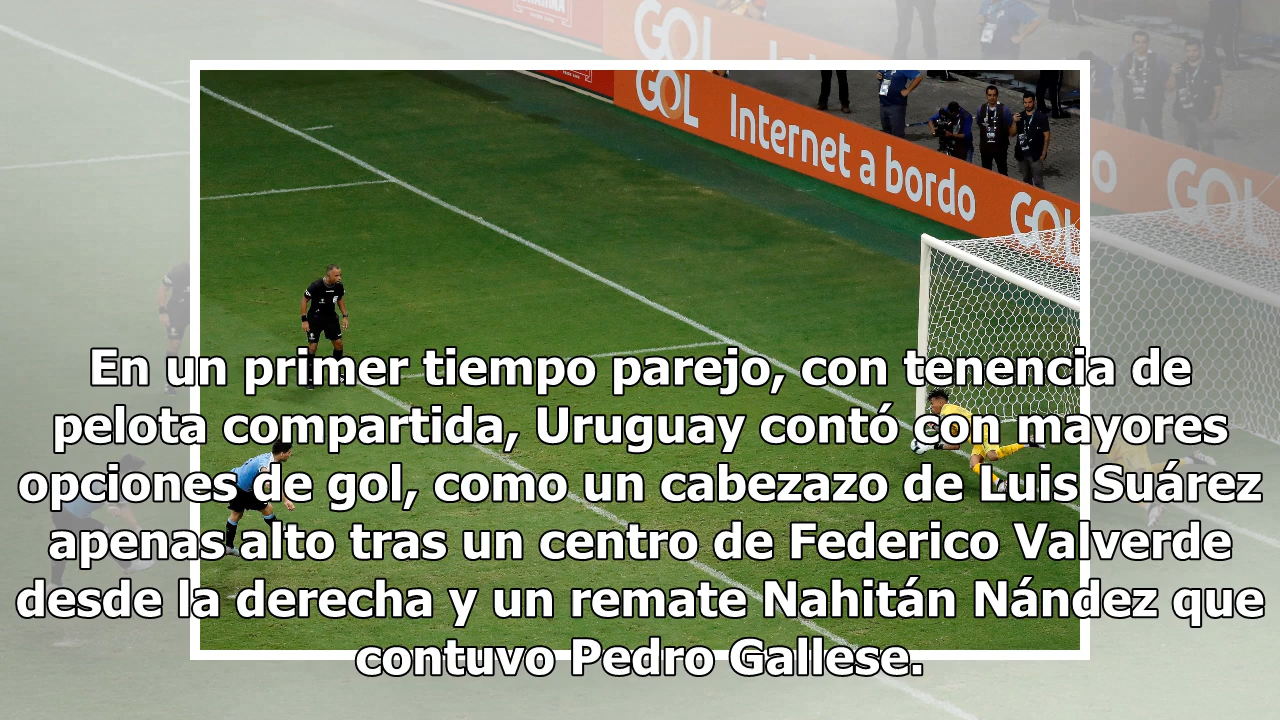 GOL
GOL
Internet a bordo
GOL
GOL
En un primer tiempo parejo, con tenencia de
pelota compartida, Uruguay contó con mayores
opciones de gol, como un cabezazo de Luis Suárez
apenas alto tras un centro de Federico Valverde
desde la derecha y un remate Nahitán Nández que
contuvo Pedro Gallese.